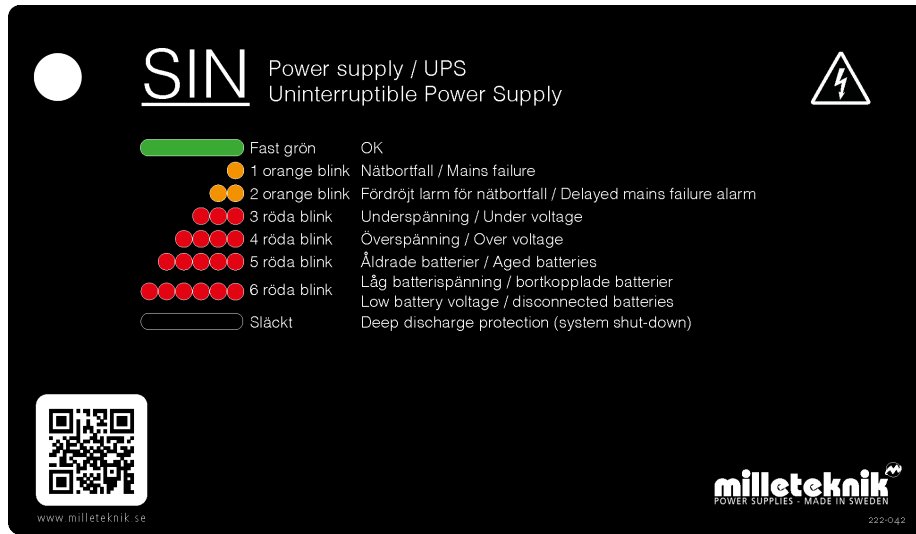 SIN
Power supply / UPS
Uninterruptible Power Supply
Fast grön OK
1 orange blink Nätbortfall / Mains failure
2 orange blink Fördröjt larm för nätbortfall / Delayed mains failure alarm
3 röda blink Underspänning / Under voltage
4 röda blink Överspänning / Over voltage
5 röda blink Åldrade batterier / Aged batteries
6 röda blink Låg batterispänning / bortkopplade batterier
Low battery voltage / disconnected batteries
Släckt Deep discharge protection (system shut-down)
milleteknik
POWER SUPPLIES - MADE IN SWEDEN
www.milleteknik.se
222-042